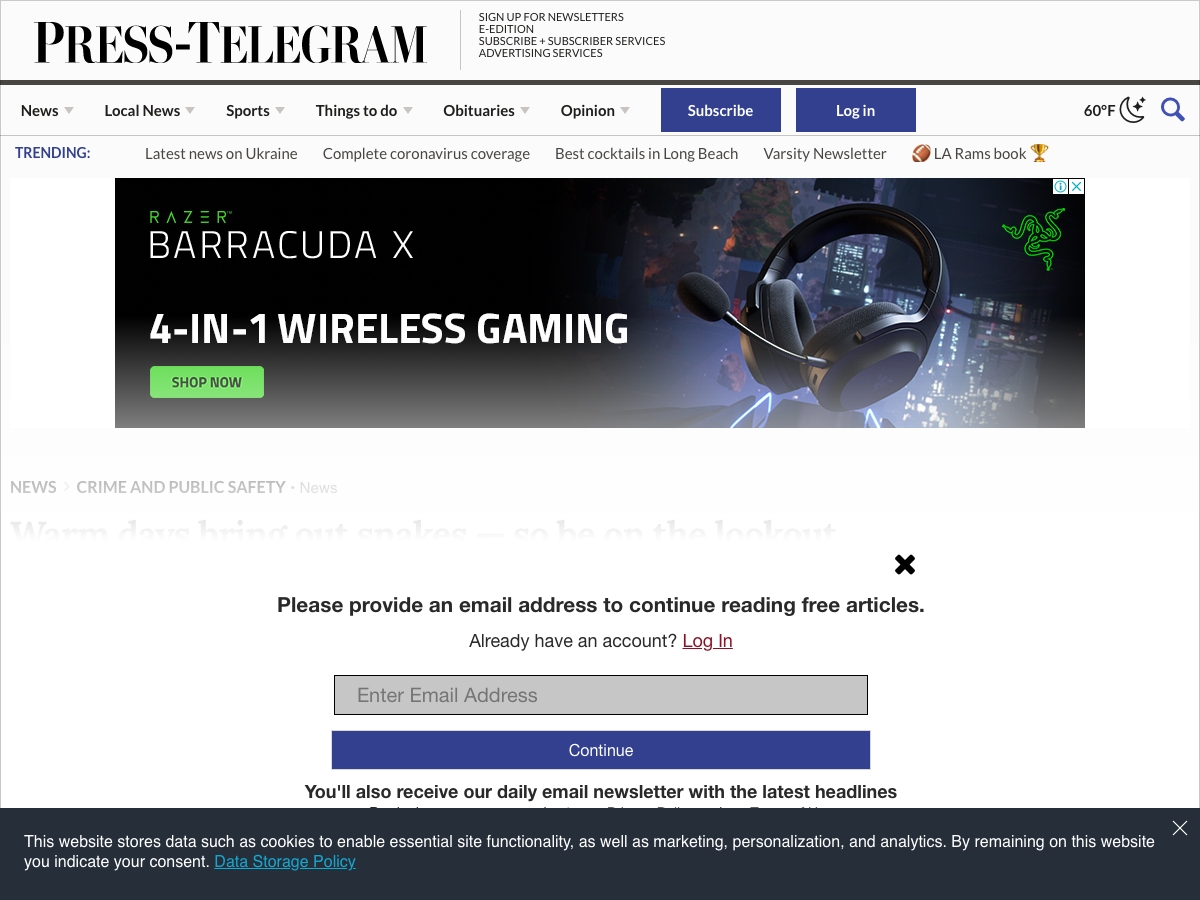 PRESS-TELEGRAM
SIGN UP FOR NEWSLETTERS
E-EDITION
SUBSCRIBE + SUBSCRIBER SERVICES
ADVERTISING SERVICES
News Local News Sports Things to do Obituaries Opinion Subscribe Log in 60°F
TRENDING: Latest news on Ukraine Complete coronavirus coverage Best cocktails in Long Beach Varsity Newsletter 🏈 LA Rams book 🏆
RAZER™
BARRACUDA X
4-IN-1 WIRELESS GAMING
SHOP NOW
NEWS > CRIME AND PUBLIC SAFETY • News
Warm days bring out snakes — so be on the lookout
Please provide an email address to continue reading free articles.
Already have an account? Log In
Enter Email Address
Continue
You'll also receive our daily email newsletter with the latest headlines
This website stores data such as cookies to enable essential site functionality, as well as marketing, personalization, and analytics. By remaining on this website
you indicate your consent. Data Storage Policy